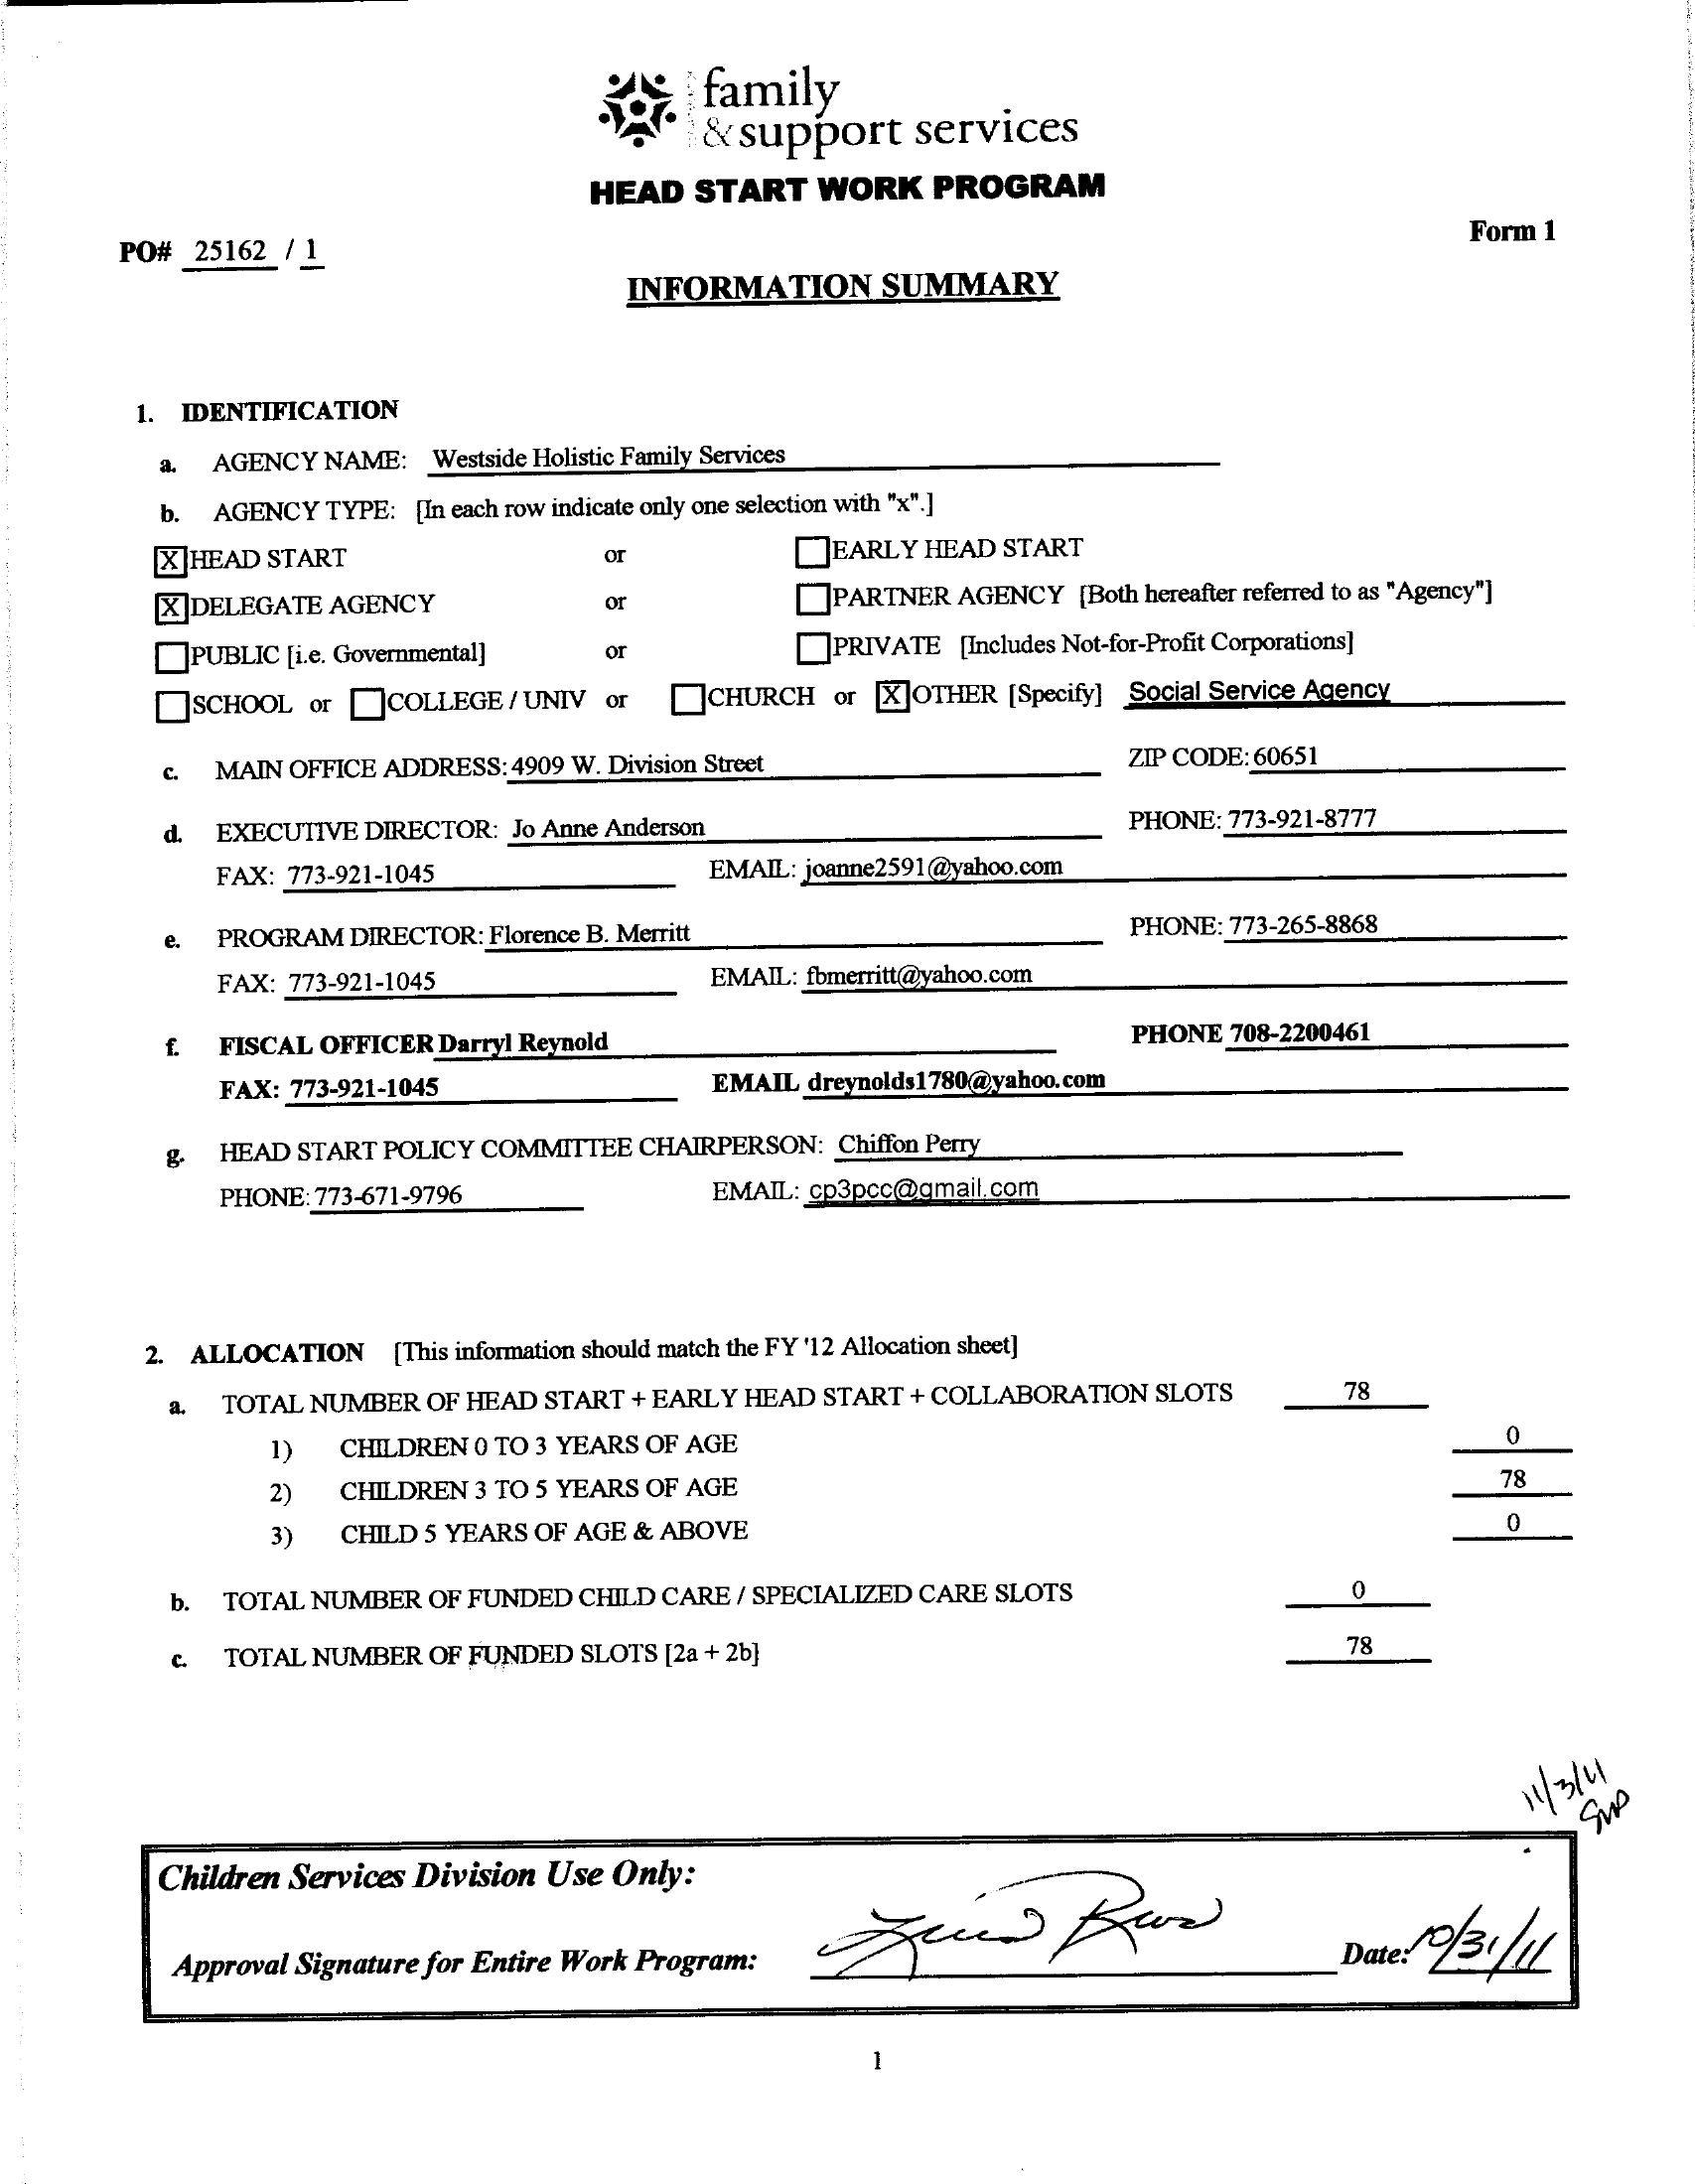 family
& support services
HEAD START WORK PROGRAM
Form 1
PO# 25162 / 1
INFORMATION SUMMARY
1. IDENTIFICATION
a. AGENCY NAME: Westside Holistic Family Services
b. AGENCY TYPE: [In each row indicate only one selection with "x".]
X HEAD START or EARLY HEAD START
X DELEGATE AGENCY or PARTNER AGENCY [Both hereafter referred to as "Agency"]
PUBLIC [i.e. Governmental] or PRIVATE [Includes Not-for-Profit Corporations]
SCHOOL or COLLEGE / UNIV or CHURCH or X OTHER [Specify] Social Service Agency
c. MAIN OFFICE ADDRESS: 4909 W. Division Street ZIP CODE: 60651
d. EXECUTIVE DIRECTOR: Jo Anne Anderson PHONE: 773-921-8777
FAX: 773-921-1045 EMAIL: joanne2591@yahoo.com
e. PROGRAM DIRECTOR: Florence B. Merritt PHONE: 773-265-8868
FAX: 773-921-1045 EMAIL: fbmerritt@yahoo.com
f. FISCAL OFFICER Darryl Reynold PHONE 708-2200461
FAX: 773-921-1045 EMAIL dreynolds1780@yahoo.com
g. HEAD START POLICY COMMITTEE CHAIRPERSON: Chiffon Perry
PHONE: 773-671-9796 EMAIL: cp3pcc@gmail.com
2. ALLOCATION [This information should match the FY '12 Allocation sheet]
a. TOTAL NUMBER OF HEAD START + EARLY HEAD START + COLLABORATION SLOTS 78
1) CHILDREN 0 TO 3 YEARS OF AGE 0
2) CHILDREN 3 TO 5 YEARS OF AGE 78
3) CHILD 5 YEARS OF AGE & ABOVE 0
b. TOTAL NUMBER OF FUNDED CHILD CARE / SPECIALIZED CARE SLOTS 0
c. TOTAL NUMBER OF FUNDED SLOTS [2a + 2b] 78
11/3/11
Children Services Division Use Only:
Approval Signature for Entire Work Program: Date: 10/31/11
1